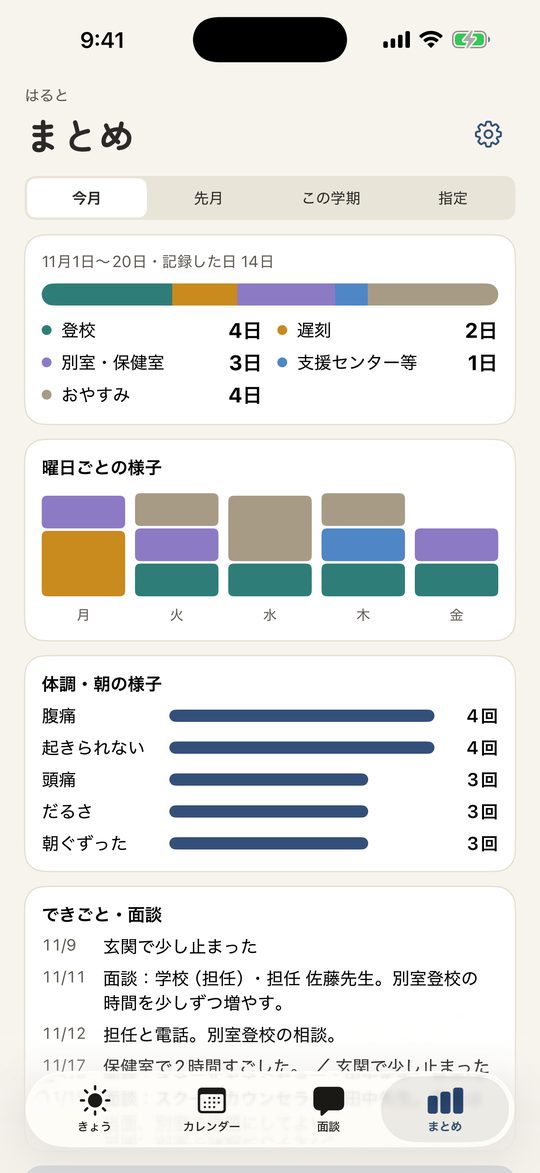 9:41
はると
まとめ
今月 先月 この学期 指定
11月1日〜20日・記録した日 14日
登校 4日 遅刻 2日
別室・保健室 3日 支援センター等 1日
おやすみ 4日
曜日ごとの様子
月 火 水 木 金
体調・朝の様子
腹痛 4回
起きられない 4回
頭痛 3回
だるさ 3回
朝ぐずった 3回
できごと・面談
11/9 玄関で少し止まった
11/11 面談：学校（担任）・担任 佐藤先生。別室登校の
時間を少しずつ増やす。
11/12 担任と電話。別室登校の相談。
11/17 保健室で2時間すごした。 ／ 玄関で少し止まった
きょう カレンダー 面談 まとめ